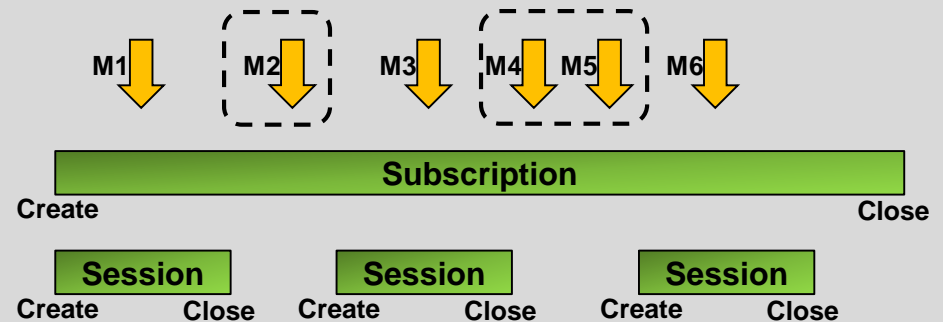 M1 M2 M3 M4 M5 M6
Subscription
Create Close
Session Session Session
Create Close Create Close Create Close